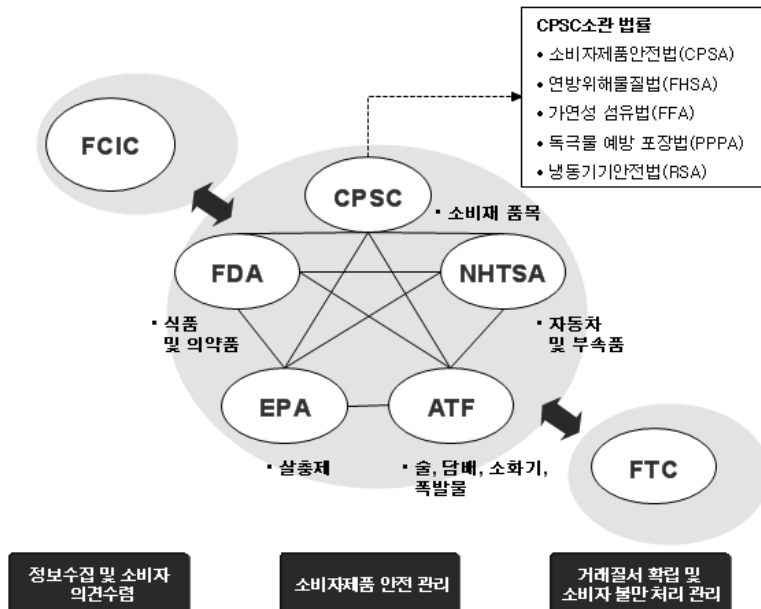 CPSC소관 법률
• 소비자제품안전법(CPSA)
• 연방위해물질법(FHSA)
• 가연성 섬유법(FFA)
• 독극물 예방 포장법(PPPA)
• 냉동기기안전법(RSA)
FCIC
CPSC
▪ 소비재 품목
FDA
NHTSA
▪ 식품
및 의약품
▪ 자동차
및 부속품
EPA
ATF
▪ 살충제
▪ 술, 담배, 소화기,
폭발물
FTC
정보수집 및 소비자
의견수렴
소비자제품 안전 관리
거래질서 확립 및
소비자 불만 처리 관리